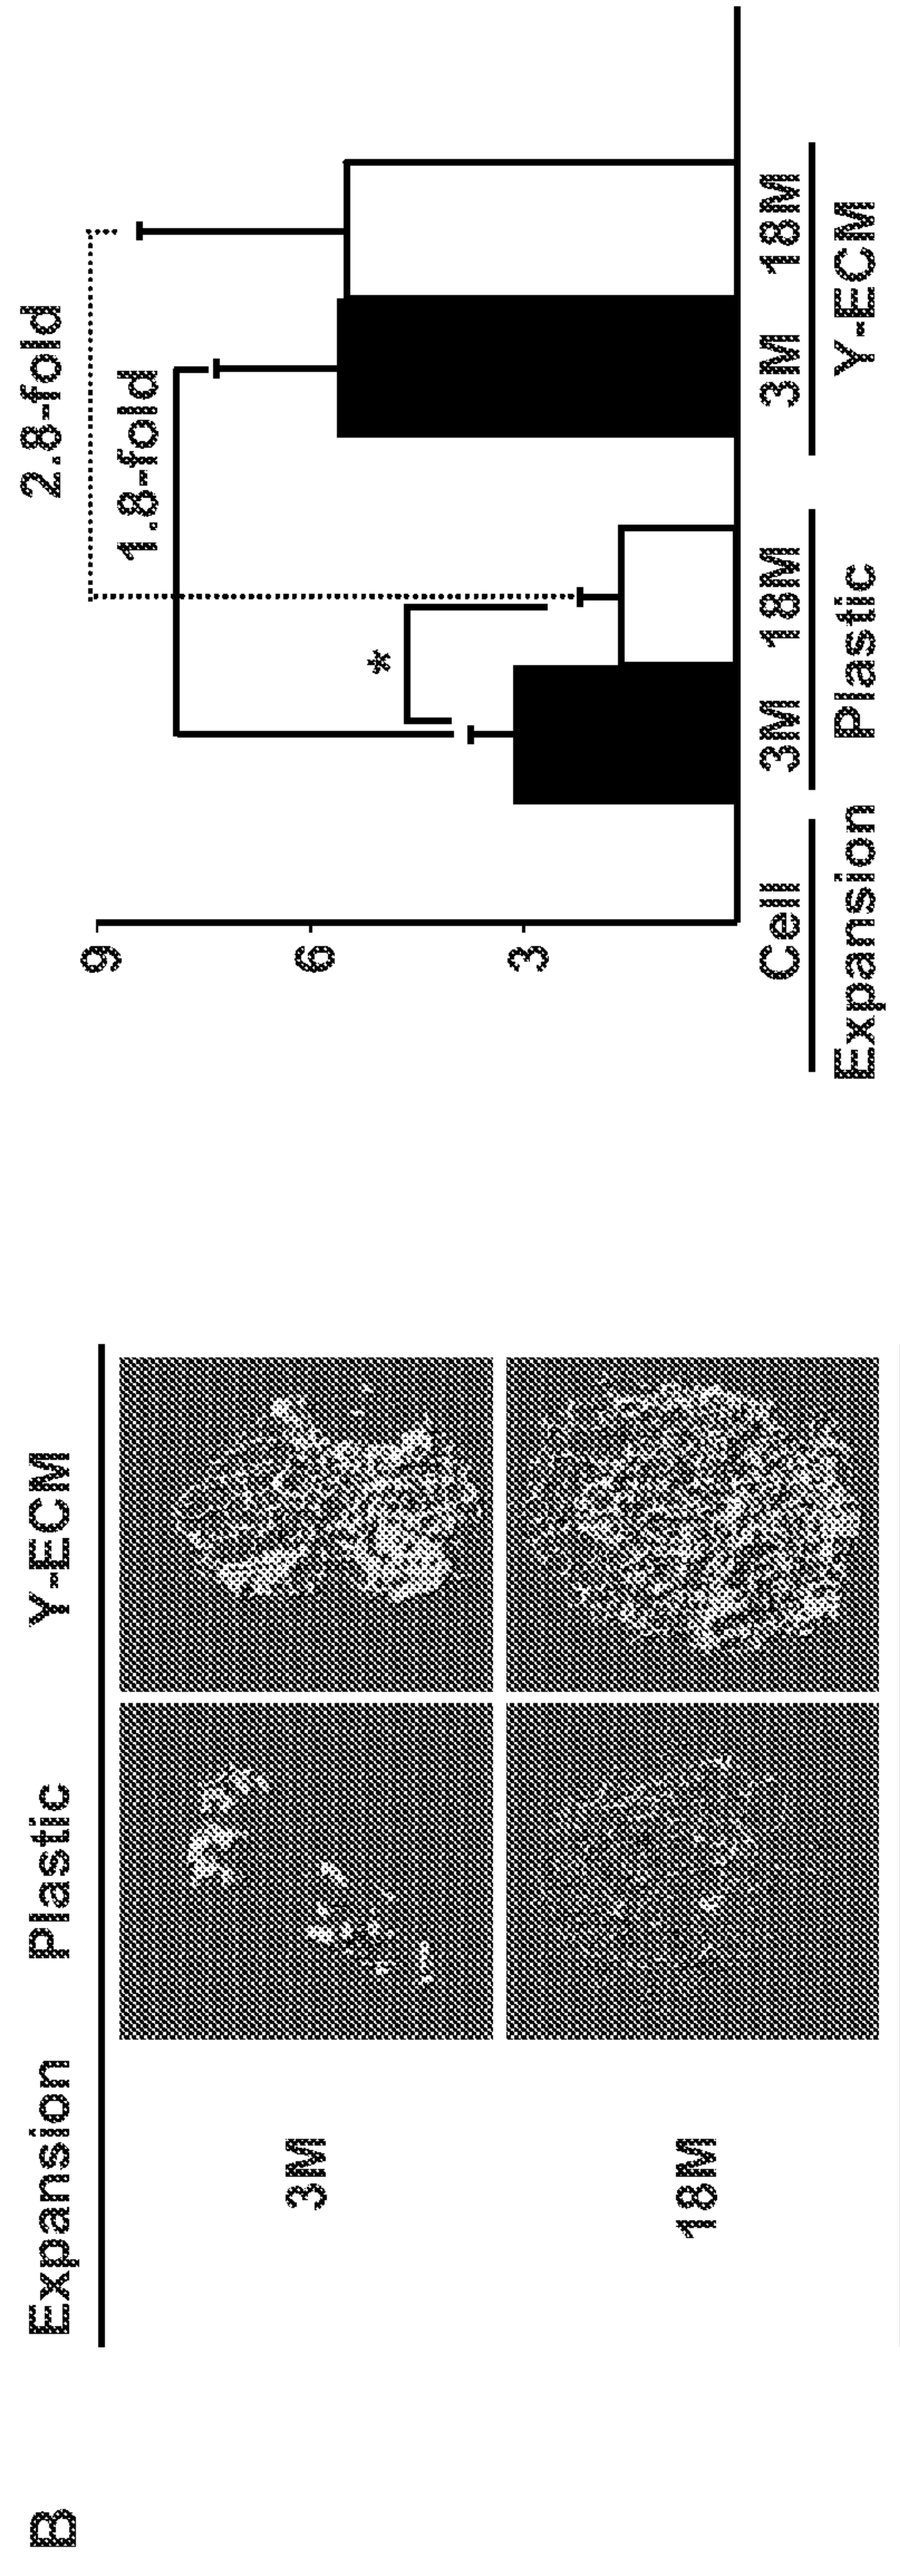 B
Expansion Plastic Y-ECM
3M
18M
2.8-fold
1.8-fold
*
9
6
3
Cell 3M 18M 3M 18M
Expansion Plastic Y-ECM